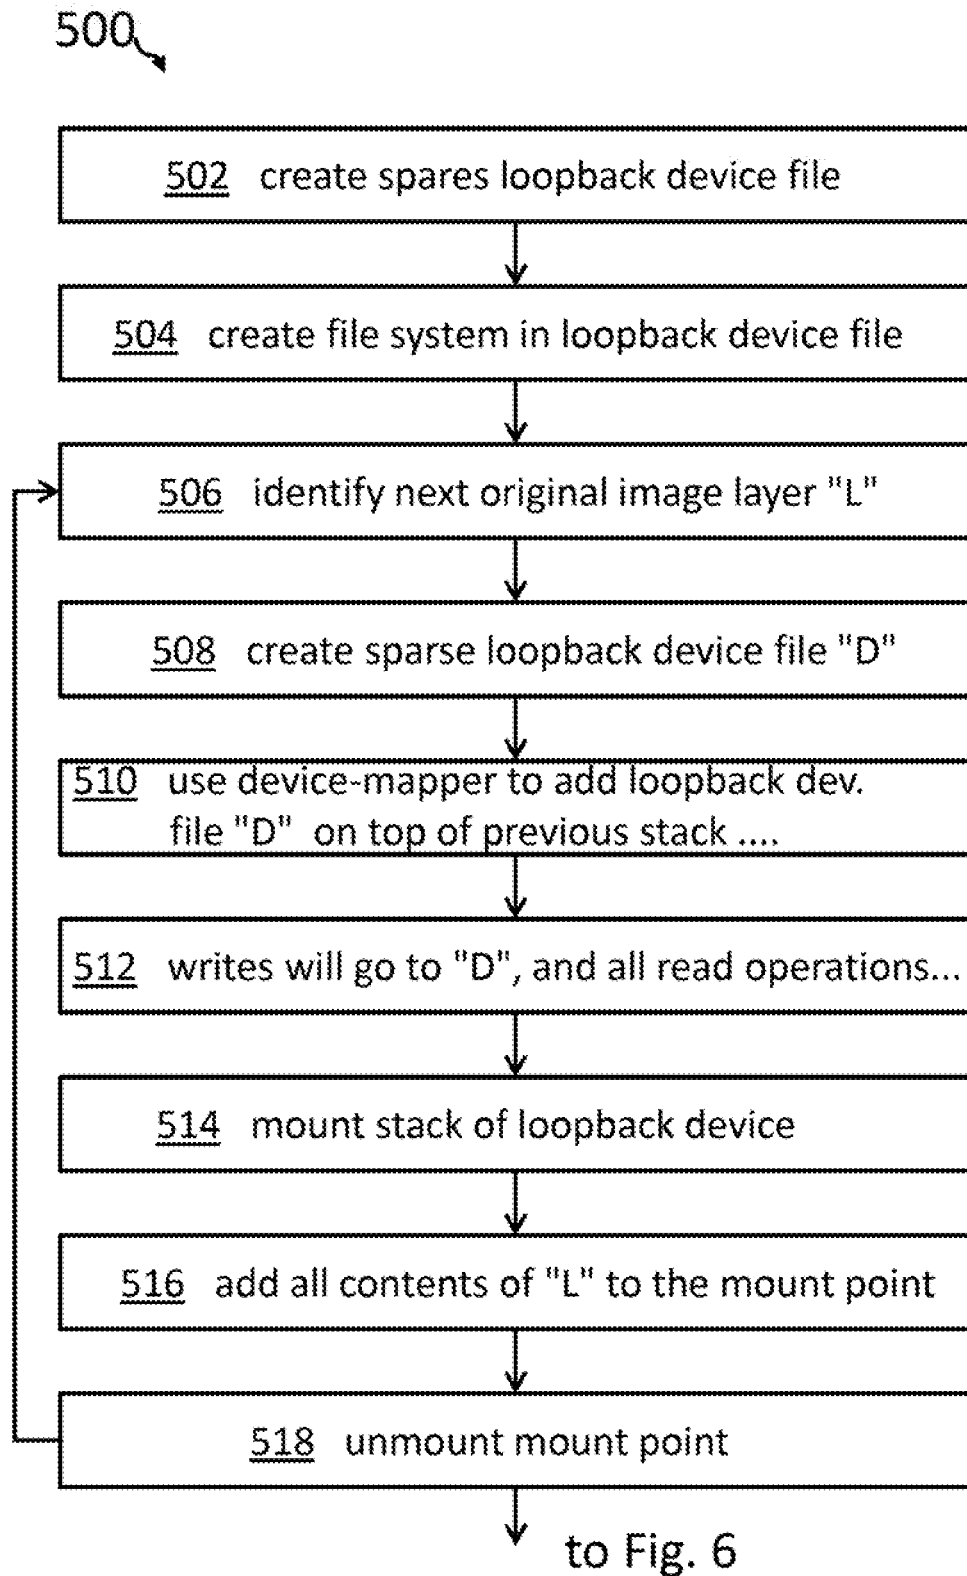 500
502 create spares loopback device file
504 create file system in loopback device file
506 identify next original image layer "L"
508 create sparse loopback device file "D"
510 use device-mapper to add loopback dev.
file "D" on top of previous stack ....
512 writes will go to "D", and all read operations...
514 mount stack of loopback device
516 add all contents of "L" to the mount point
518 unmount mount point
to Fig. 6